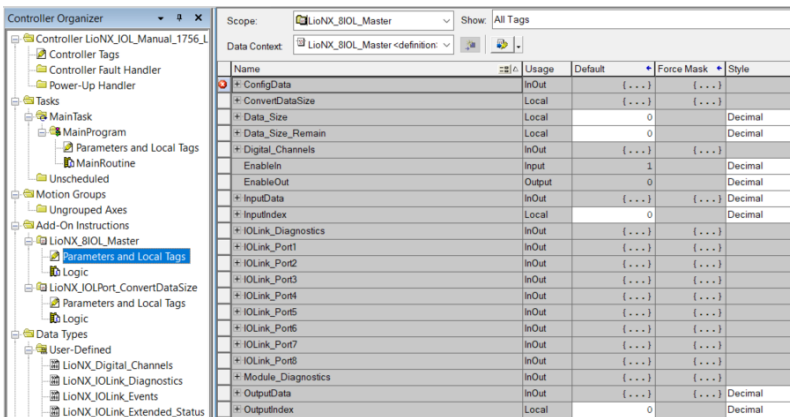 Controller Organizer
Controller LioNX_IOL_Manual_1756_L
Controller Tags
Controller Fault Handler
Power-Up Handler
Tasks
MainTask
MainProgram
Parameters and Local Tags
MainRoutine
Unscheduled
Motion Groups
Ungrouped Axes
Add-On Instructions
LioNX_8IOL_Master
Parameters and Local Tags
Logic
LioNX_IOLPort_ConvertDataSize
Parameters and Local Tags
Logic
Data Types
User-Defined
LioNX_Digital_Channels
LioNX_IOLink_Diagnostics
LioNX_IOLink_Events
LioNX_IOLink_Extended_Status
Scope: LioNX_8IOL_Master Show: All Tags
Data Context: LioNX_8IOL_Master <definition:
Name Usage Default Force Mask Style
ConfigData InOut {...} {...}
ConvertDataSize Local {...} {...}
Data_Size Local 0 Decimal
Data_Size_Remain Local 0 Decimal
Digital_Channels InOut {...} {...}
EnableIn Input 1 Decimal
EnableOut Output 0 Decimal
InputData InOut {...} {...} Decimal
InputIndex Local 0 Decimal
IOLink_Diagnostics InOut {...} {...}
IOLink_Port1 InOut {...} {...}
IOLink_Port2 InOut {...} {...}
IOLink_Port3 InOut {...} {...}
IOLink_Port4 InOut {...} {...}
IOLink_Port5 InOut {...} {...}
IOLink_Port6 InOut {...} {...}
IOLink_Port7 InOut {...} {...}
IOLink_Port8 InOut {...} {...}
Module_Diagnostics InOut {...} {...}
OutputData InOut {...} {...} Decimal
OutputIndex Local 0 Decimal